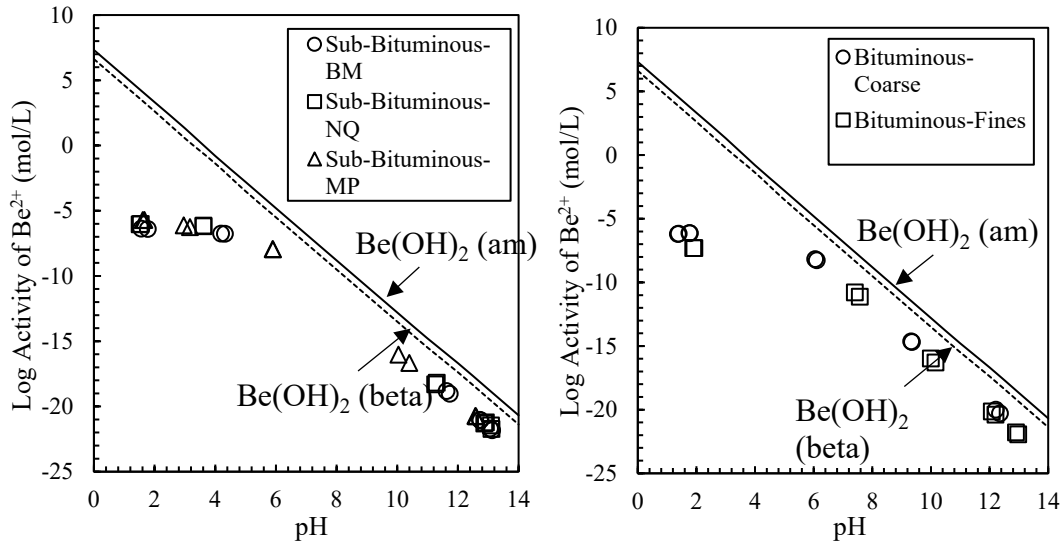 Log Activity of Be²⁺ (mol/L)
10
5
0
-5
-10
-15
-20
-25
Sub-Bituminous-
BM
Sub-Bituminous-
NQ
Sub-Bituminous-
MP
Be(OH)₂ (am)
Be(OH)₂ (beta)
0 2 4 6 8 10 12 14
pH
Log Activity of Be²⁺ (mol/L)
10
5
0
-5
-10
-15
-20
-25
Bituminous-
Coarse
Bituminous-Fines
Be(OH)₂ (am)
Be(OH)₂
(beta)
0 2 4 6 8 10 12 14
pH